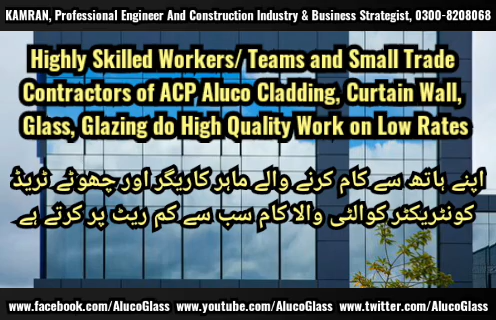 KAMRAN, Professional Engineer And Construction Industry & Business Strategist, 0300-8208068
Highly Skilled Workers/ Teams and Small Trade
Contractors of ACP Aluco Cladding, Curtain Wall,
Glass, Glazing do High Quality Work on Low Rates
اپنے ہاتھ سے کام کرنے والے ماہر کاریگر اور چھوٹے ٹریڈ
کونٹریکٹر کوالٹی والا کام سب سے کم ریٹ پر کرتے ہے
www.facebook.com/AlucoGlass www.youtube.com/AlucoGlass www.twitter.com/AlucoGlass